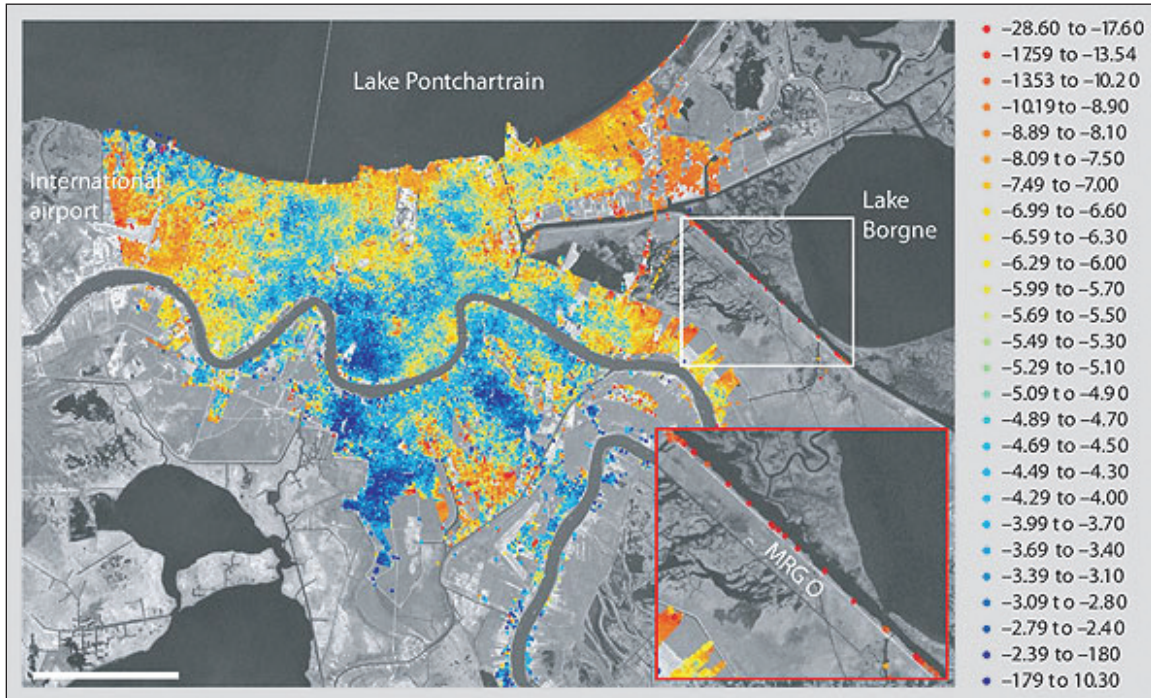 Lake Pontchartrain
International
airport
Lake
Borgne
MRGO
−28.60 to −17.60
−17.59 to −13.54
−13.53 to −10.20
−10.19 to −8.90
−8.89 to −8.10
−8.09 to −7.50
−7.49 to −7.00
−6.99 to −6.60
−6.59 to −6.30
−6.29 to −6.00
−5.99 to −5.70
−5.69 to −5.50
−5.49 to −5.30
−5.29 to −5.10
−5.09 to −4.90
−4.89 to −4.70
−4.69 to −4.50
−4.49 to −4.30
−4.29 to −4.00
−3.99 to −3.70
−3.69 to −3.40
−3.39 to −3.10
−3.09 to −2.80
−2.79 to −2.40
−2.39 to −180
−179 to 10.30